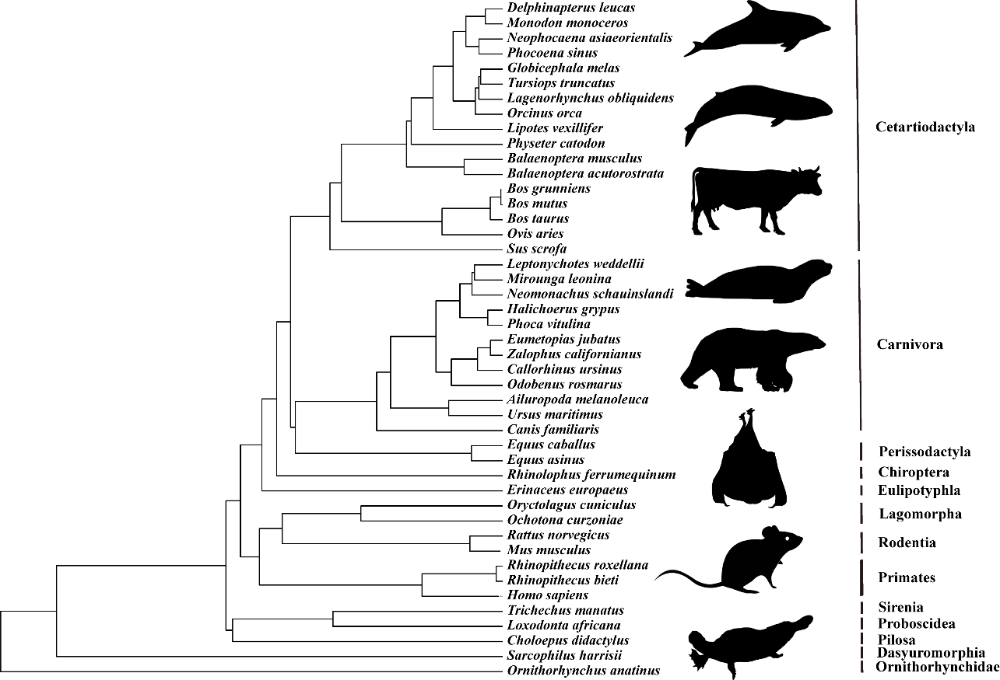 Delphinapterus leucas
Monodon monoceros
Neophocaena asiaeorientalis
Phocoena sinus
Globicephala melas
Tursiops truncatus
Lagenorhynchus obliquidens
Orcinus orca
Lipotes vexillifer
Physeter catodon
Balaenoptera musculus
Balaenoptera acutorostrata
Bos grunniens
Bos mutus
Bos taurus
Ovis aries
Sus scrofa
Cetartiodactyla
Leptonychotes weddellii
Mirounga leonina
Neomonachus schauinslandi
Halichoerus grypus
Phoca vitulina
Eumetopias jubatus
Zalophus californianus
Callorhinus ursinus
Odobenus rosmarus
Ailuropoda melanoleuca
Ursus maritimus
Canis familiaris
Carnivora
Equus caballus
Equus asinus
Perissodactyla
Rhinolophus ferrumequinum
Chiroptera
Erinaceus europaeus
Eulipotyphla
Oryctolagus cuniculus
Ochotona curzoniae
Lagomorpha
Rattus norvegicus
Mus musculus
Rodentia
Rhinopithecus roxellana
Rhinopithecus bieti
Homo sapiens
Primates
Trichechus manatus
Sirenia
Loxodonta africana
Proboscidea
Choloepus didactylus
Pilosa
Sarcophilus harrisii
Dasyuromorphia
Ornithorhynchus anatinus
Ornithorhynchidae